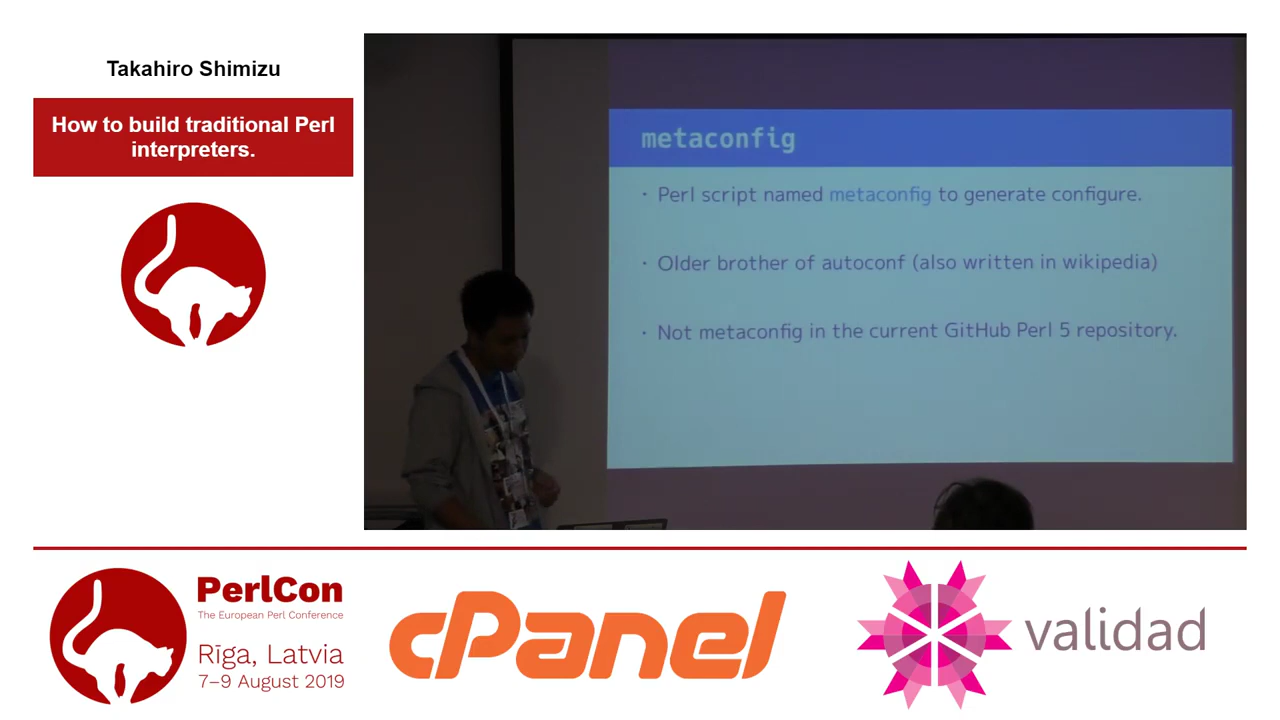 Takahiro Shimizu
How to build traditional Perl
interpreters.
metaconfig
· Perl script named metaconfig to generate configure.
· Older brother of autoconf (also written in wikipedia)
· Not metaconfig in the current GitHub Perl 5 repository.
PerlCon
The European Perl Conference
Rīga, Latvia
7–9 August 2019
cPanel
validad